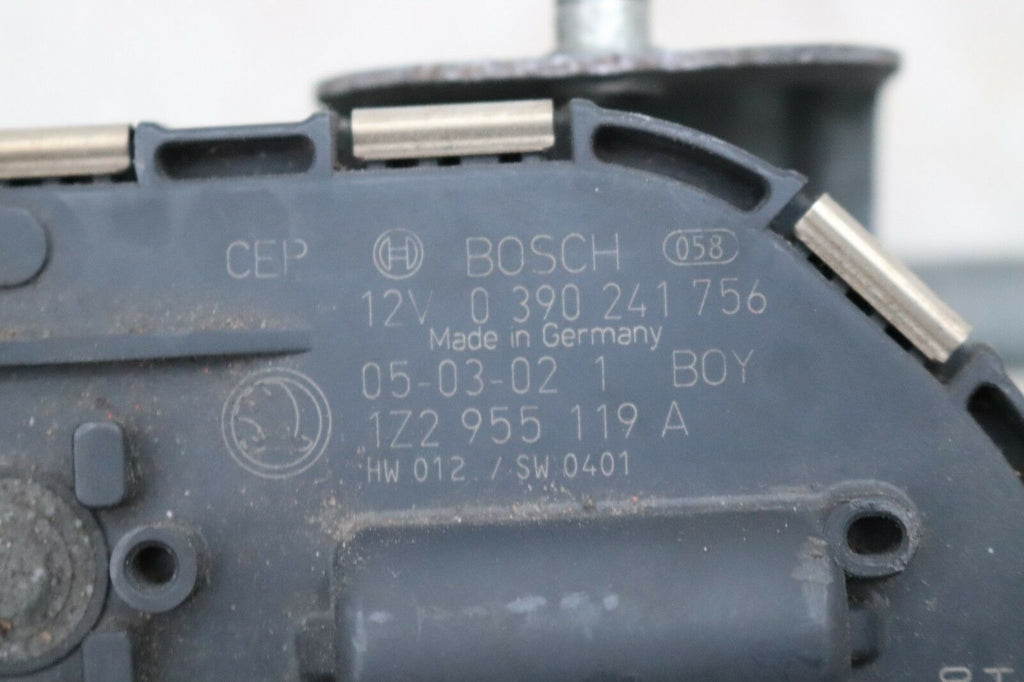 CEP BOSCH 058
12V 0 390 241 756
Made in Germany
05-03-02 1 BOY
1Z2 955 119 A
HW 012 / SW 0401